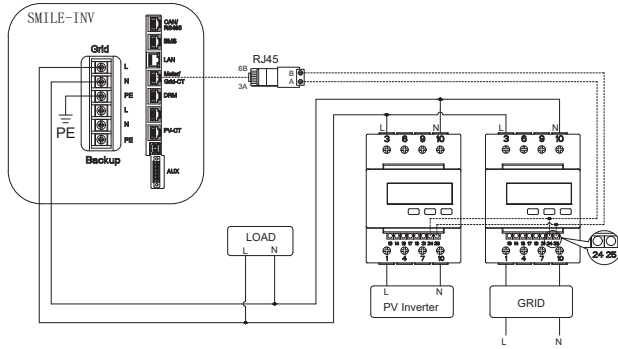 SMILE-INV
Grid
L
N
PE
L
N
PE
Backup
PE
CAN/
RS485
BMS
LAN
Meter/
Grid-CT
DRM
PV-CT
AUX
RJ45
6B
3A
B
A
L
N
3 6 9 10
L
N
3 6 9 10
24 25
1 4 7 10
1 4 7 10
24 25
LOAD
L N
L N
PV Inverter
GRID
L N